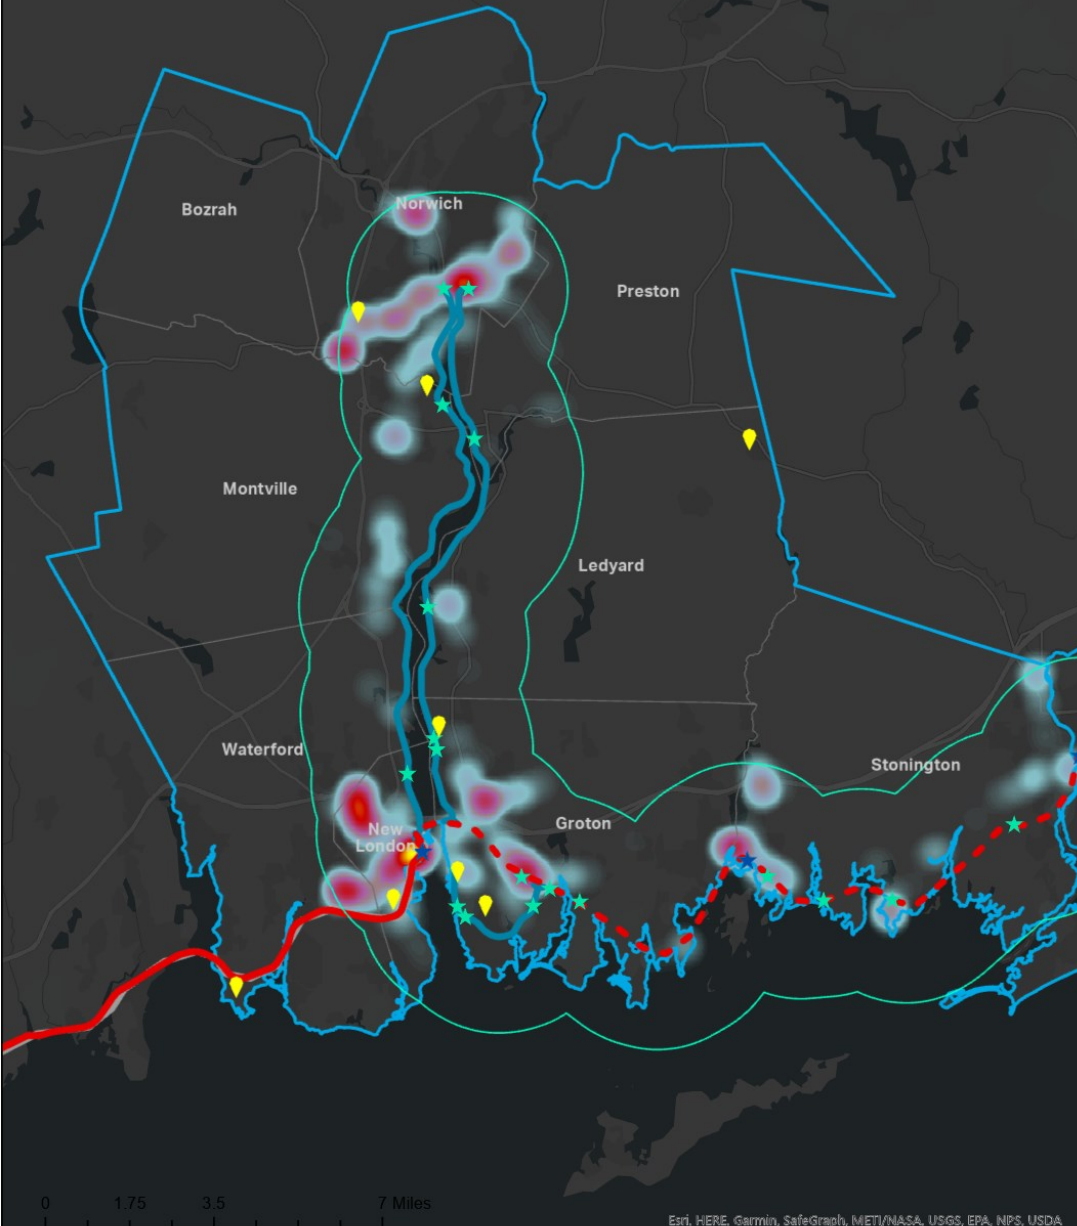 Norwich
Bozrah
Preston
Montville
Ledyard
Waterford
Stonington
New
London
Groton
0 1.75 3.5 7 Miles
Esri, HERE, Garmin, SafeGraph, METI/NASA, USGS, EPA, NPS, USDA